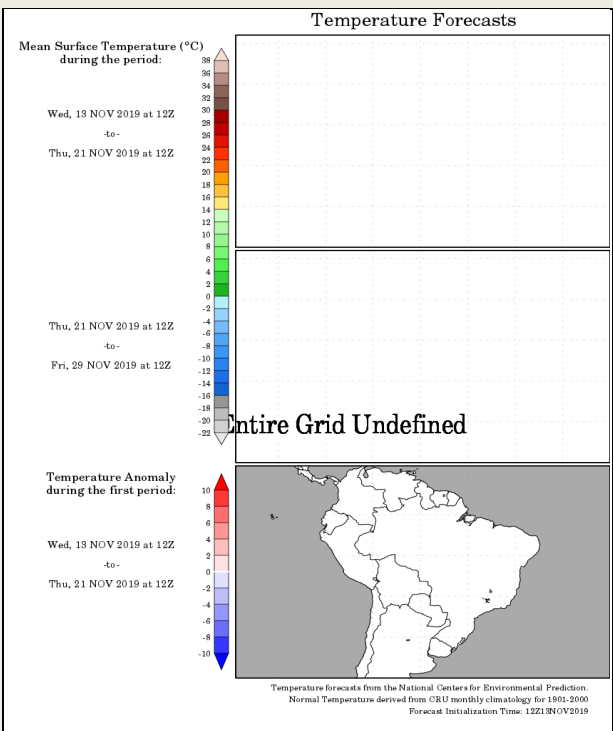 Temperature Forecasts
Mean Surface Temperature (°C)
during the period:
38
36
34
32
30
28
26
24
22
20
18
16
14
12
10
8
6
4
2
0
-2
-4
-6
-8
-10
-12
-14
-16
-18
-20
-22
Wed, 13 NOV 2019 at 12Z
-to-
Thu, 21 NOV 2019 at 12Z
Thu, 21 NOV 2019 at 12Z
-to-
Fri, 29 NOV 2019 at 12Z
Entire Grid Undefined
Temperature Anomaly
during the first period:
10
8
6
4
2
0
-2
-4
-6
-8
-10
Wed, 13 NOV 2019 at 12Z
-to-
Thu, 21 NOV 2019 at 12Z
Temperature forecasts from the National Centers for Environmental Prediction.
Normal Temperature derived from CRU monthly climatology for 1901-2000
Forecast Initialization Time: 12Z13NOV2019